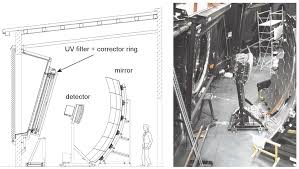 UV filter + corrector ring
mirror
detector